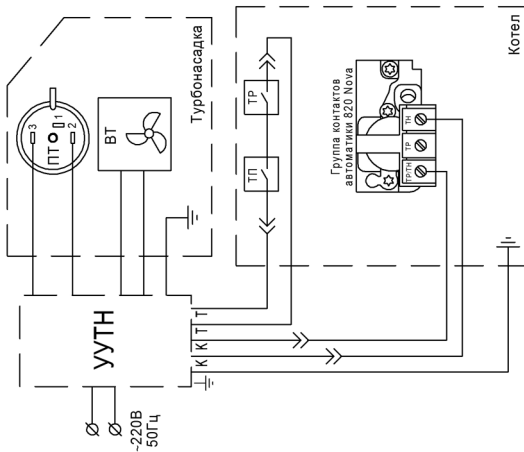 Котел
Турбонасадка
3
1
2
ПТ
ВТ
ТР
ТП
Группа контактов
автоматики 820 Nova
ТН
ТР
ТР/ТН
УУТН
Т
Т
К
К
~220В
50Гц